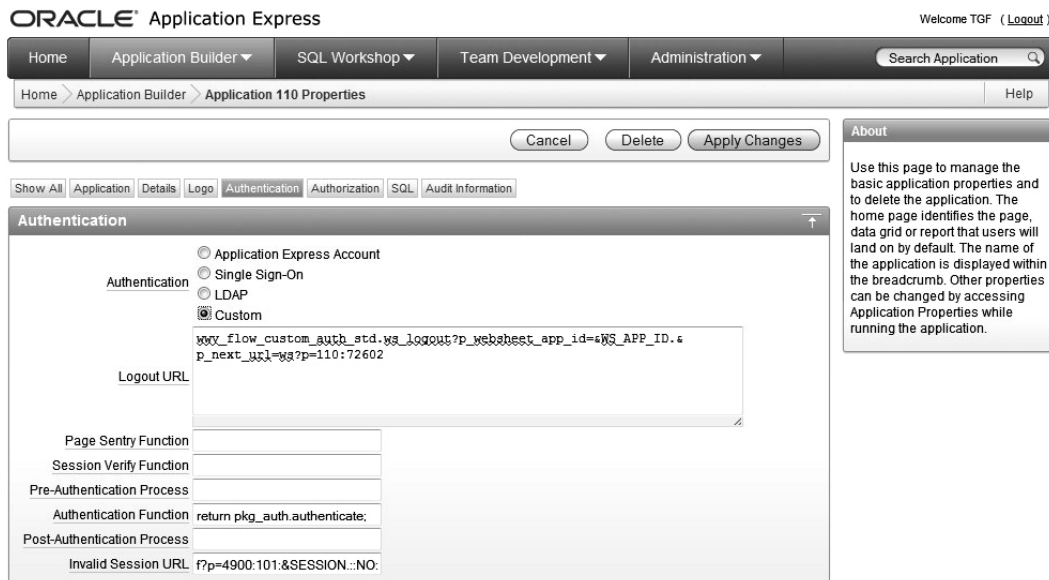 ORACLE Application Express
Welcome TGF ( Logout )
Home Application Builder SQL Workshop Team Development Administration Search Application
Home Application Builder Application 110 Properties Help
Cancel Delete Apply Changes
Show All Application Details Logo Authentication Authorization SQL Audit Information
Authentication
Authentication
Application Express Account
Single Sign-On
LDAP
Custom
Logout URL
wwv_flow_custom_auth_std.ws_logout?p_websheet_app_id=&WS_APP_ID.&
p_next_url=ws?p=110:72602
Page Sentry Function
Session Verify Function
Pre-Authentication Process
Authentication Function return pkg_auth.authenticate;
Post-Authentication Process
Invalid Session URL f?p=4900:101:&SESSION.::NO:
About
Use this page to manage the
basic application properties and
to delete the application. The
home page identifies the page,
data grid or report that users will
land on by default. The name of
the application is displayed within
the breadcrumb. Other properties
can be changed by accessing
Application Properties while
running the application.